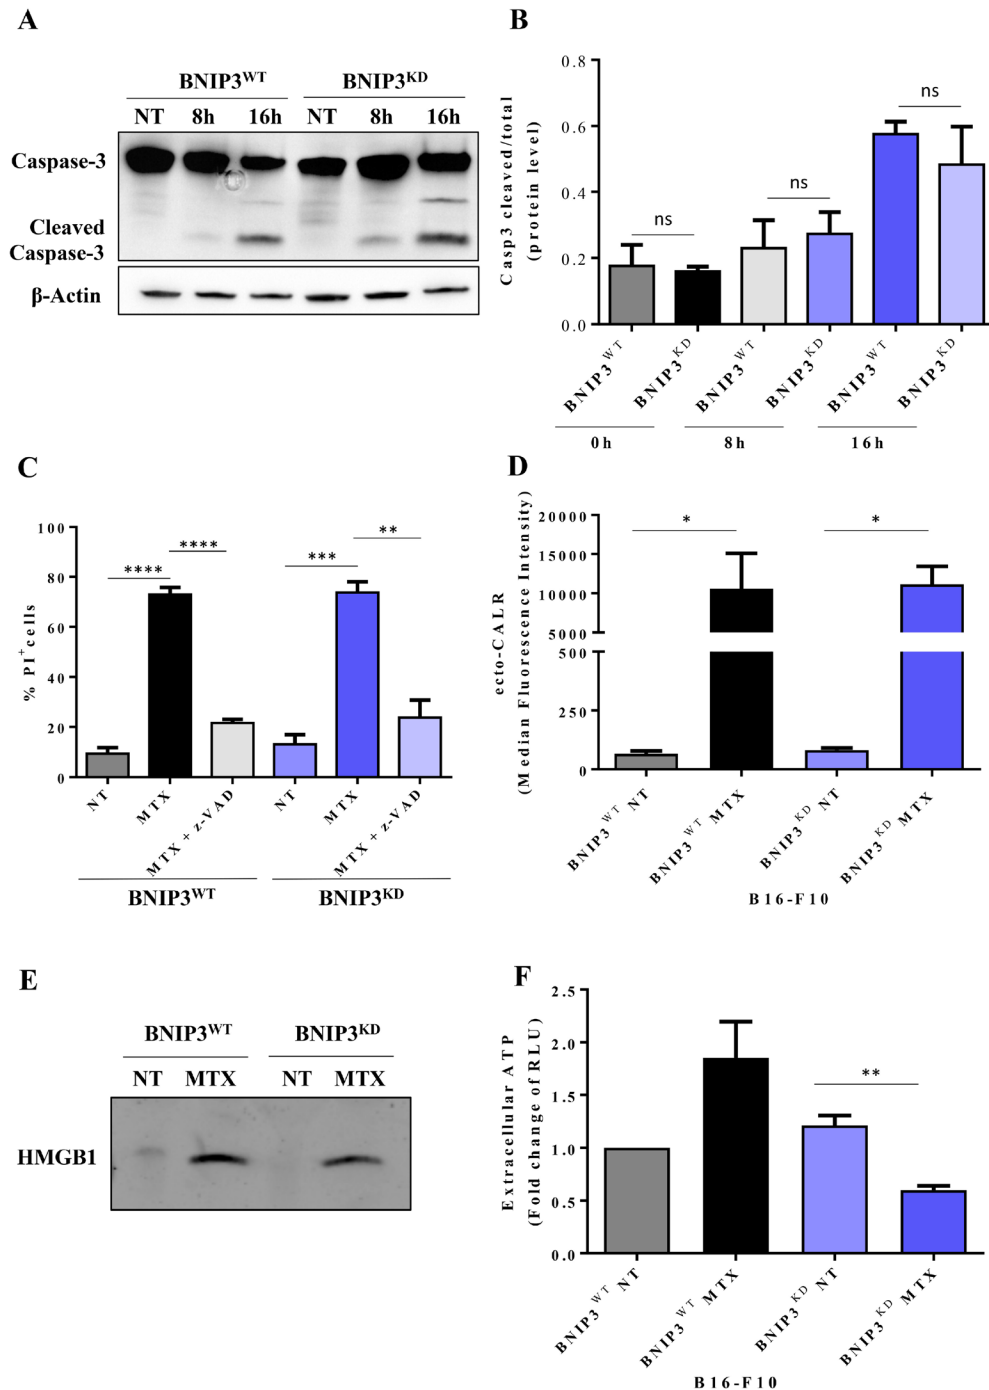 A
BNIP3WT BNIP3KD
NT 8h 16h NT 8h 16h
Caspase-3
Cleaved
Caspase-3
β-Actin
B
Casp3 cleaved/total
(protein level)
0.8
0.6
0.4
0.2
0.0
ns
ns
ns
BNIP3WT
BNIP3KD
BNIP3WT
BNIP3KD
BNIP3WT
BNIP3KD
0h 8h 16h
C
% PI+cells
100
80
60
40
20
0
****
****
***
**
NT
MTX
MTX + z-VAD
NT
MTX
MTX + z-VAD
BNIP3WT BNIP3KD
D
ecto-CALR
(Median Fluorescence Intensity)
20000
15000
10000
5000
500
250
0
*
*
BNIP3WT NT
BNIP3WT MTX
BNIP3KD NT
BNIP3KD MTX
B16-F10
E
BNIP3WT BNIP3KD
NT MTX NT MTX
HMGB1
F
Extracellular ATP
(Fold change of RLU)
2.5
2.0
1.5
1.0
0.5
0.0
**
BNIP3WT NT
BNIP3WT MTX
BNIP3KD NT
BNIP3KD MTX
B16-F10